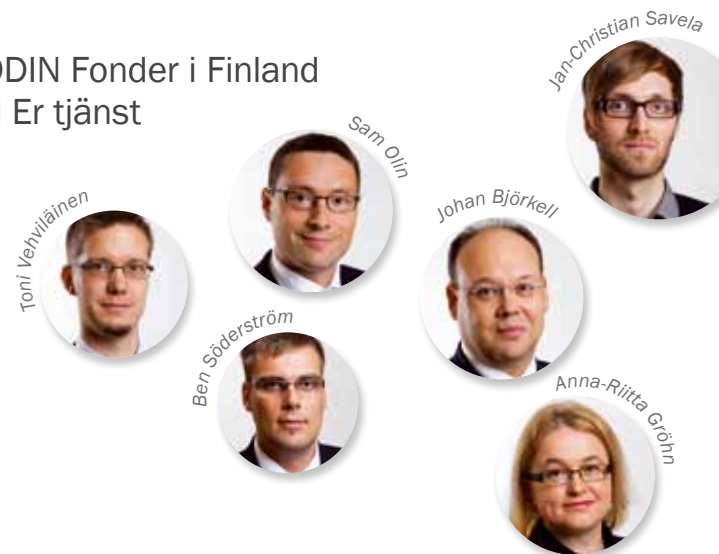 ODIN Fonder i Finland
Er tjänst
Jan-Christian Savela
Sam Olin
Johan Björkell
Toni Vehviläinen
Ben Söderström
Anna-Riitta Gröhn